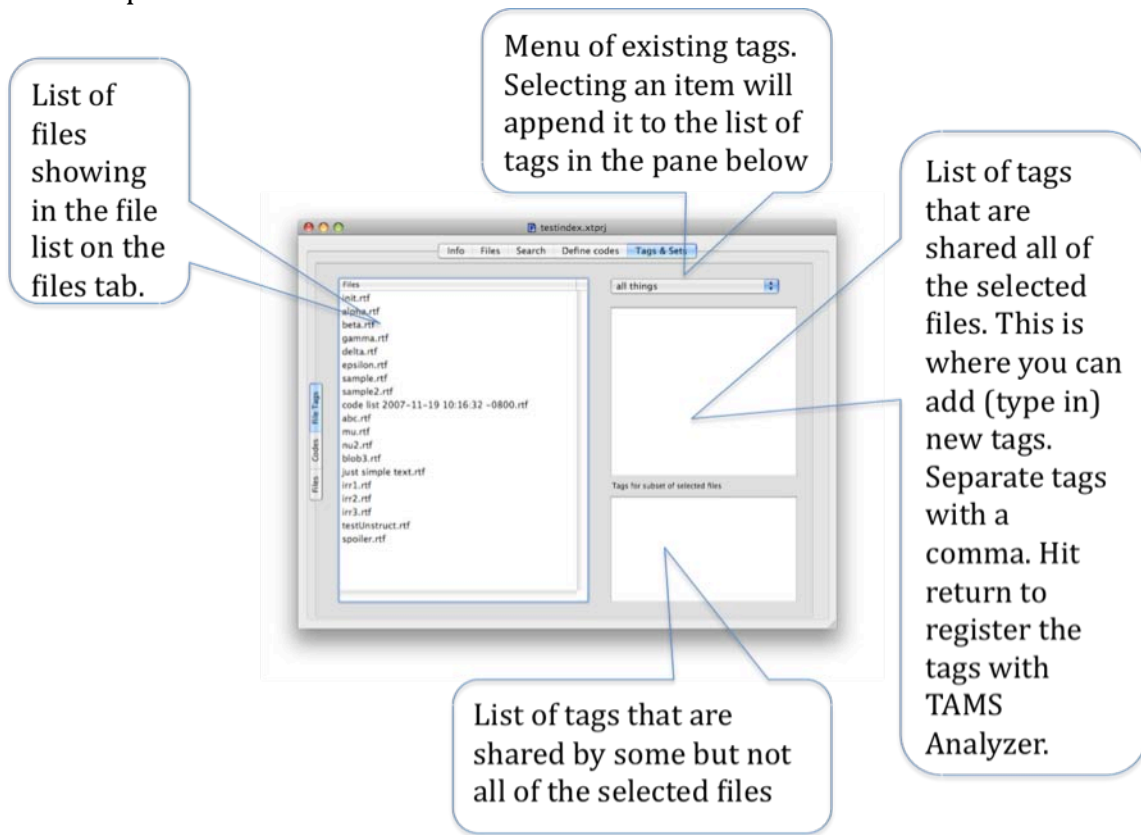 Menu of existing tags.
Selecting an item will
append it to the list of
tags in the pane below
List of
files
showing
in the file
list on the
files tab.
List of tags
that are
shared all of
the selected
files. This is
where you can
add (type in)
new tags.
Separate tags
with a
comma. Hit
return to
register the
tags with
TAMS
Analyzer.
testindex.xtprj
Info Files Search Define codes Tags & Sets
Files
init.rtf
alpha.rtf
beta.rtf
gamma.rtf
delta.rtf
epsilon.rtf
sample.rtf
sample2.rtf
code list 2007-11-19 10:16:32 -0800.rtf
abc.rtf
mu.rtf
nu2.rtf
blob3.rtf
just simple text.rtf
irr1.rtf
irr2.rtf
irr3.rtf
testUnstruct.rtf
spoiler.rtf
all things
Tags for subset of selected files
File Tags
Codes
Files
List of tags that are
shared by some but not
all of the selected files